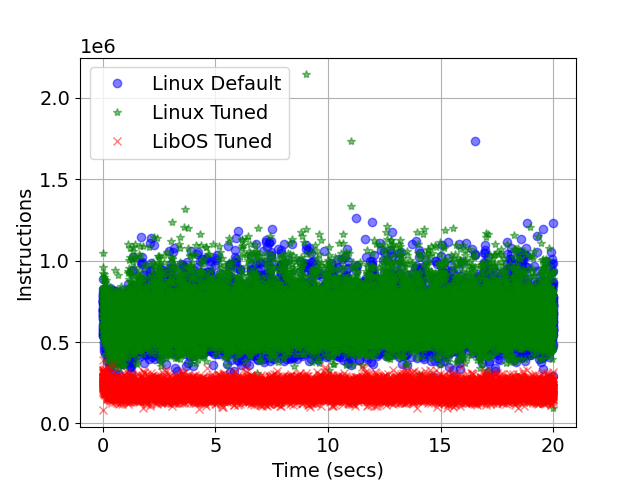 1e6
Linux Default
Linux Tuned
LibOS Tuned
2.0
1.5
1.0
0.5
0.0
Instructions
0 5 10 15 20
Time (secs)